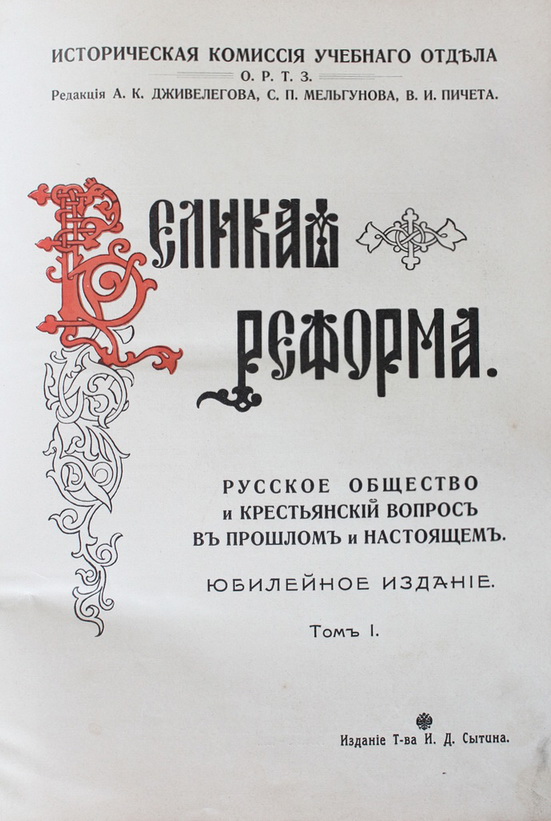 ИСТОРИЧЕСКАЯ КОМИССІЯ УЧЕБНАГО ОТДѢЛА
О. Р. Т. З.
Редакція А. К. ДЖИВЕЛЕГОВА, С. П. МЕЛЬГУНОВА, В. И. ПИЧЕТА.
ВЕЛИКАЯ
РЕФОРМА.
РУССКОЕ ОБЩЕСТВО
и КРЕСТЬЯНСКІЙ ВОПРОСЪ
ВЪ ПРОШЛОМЪ и НАСТОЯЩЕМЪ.
ЮБИЛЕЙНОЕ ИЗДАНІЕ.
Томъ I.
Изданіе Т-ва И. Д. Сытина.